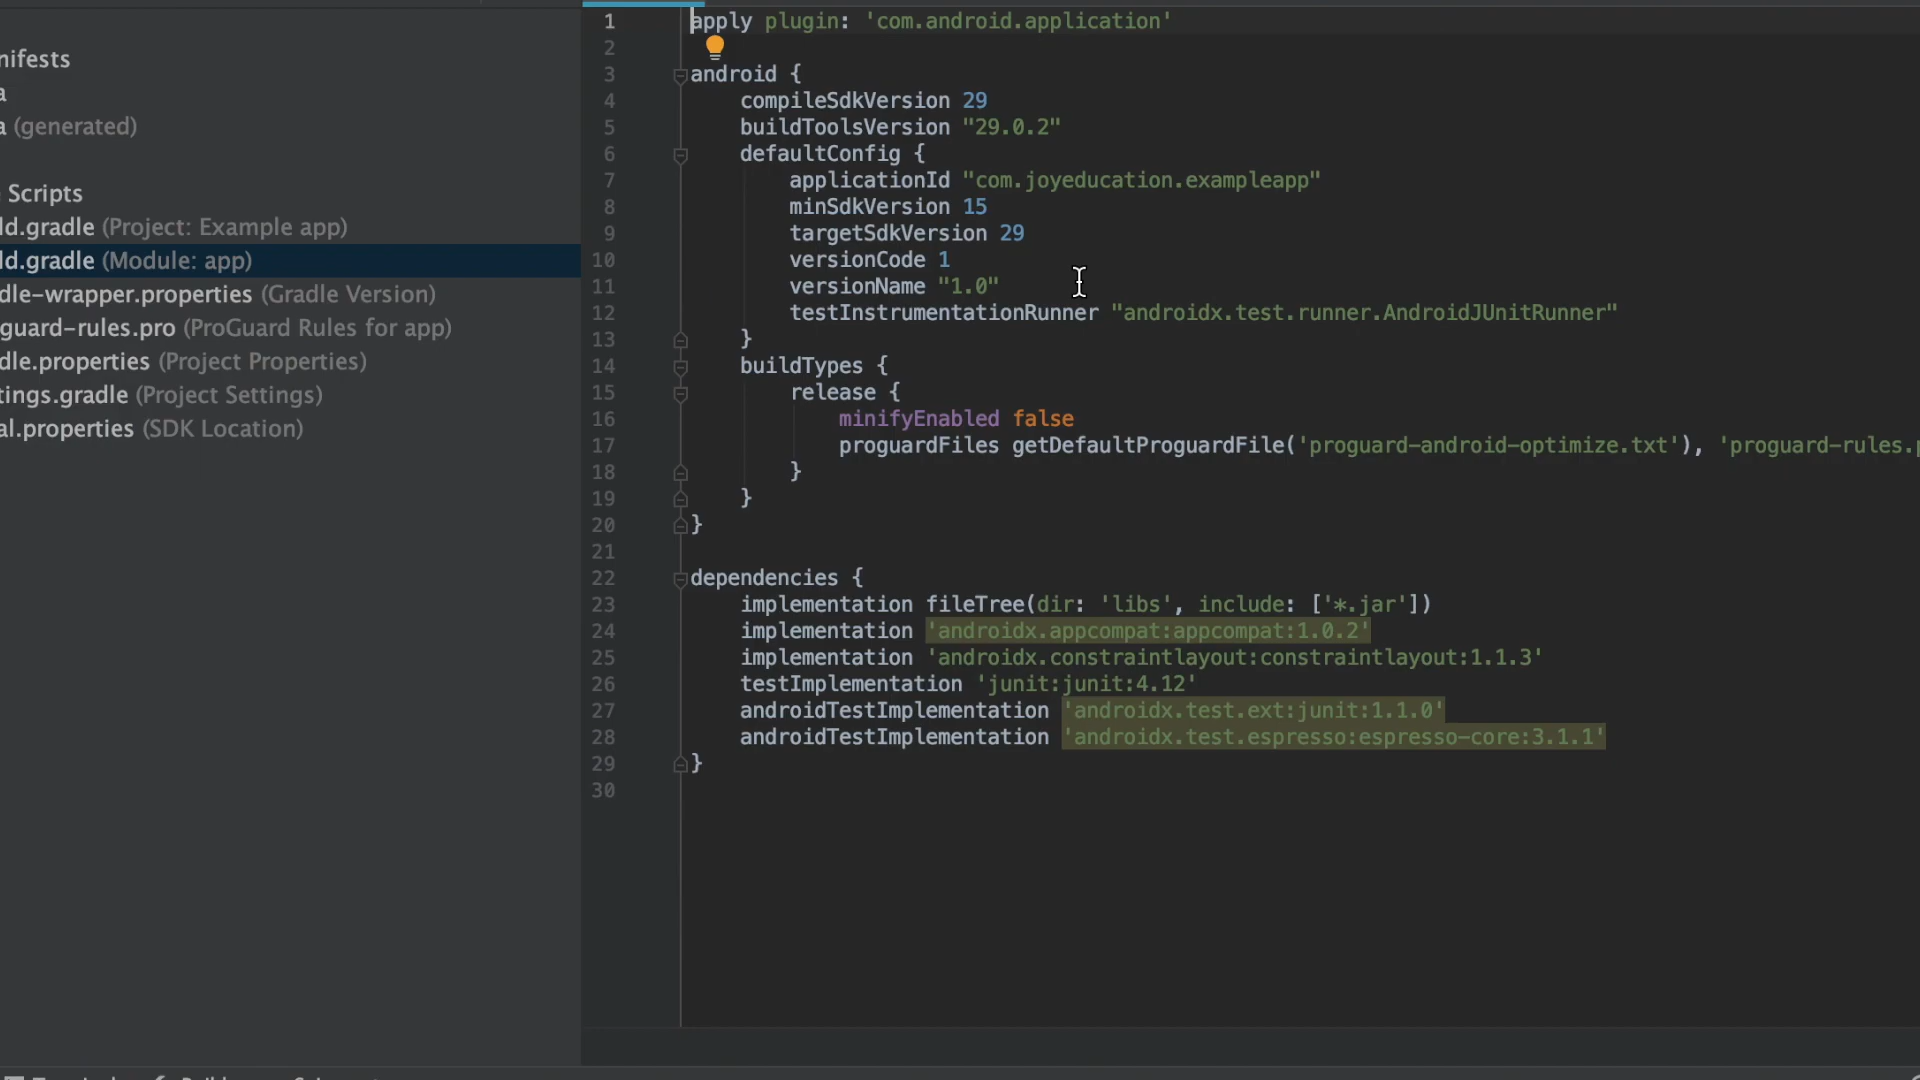 nifests
a
a (generated)
Scripts
ld.gradle (Project: Example app)
ld.gradle (Module: app)
dle-wrapper.properties (Gradle Version)
guard-rules.pro (ProGuard Rules for app)
dle.properties (Project Properties)
tings.gradle (Project Settings)
al.properties (SDK Location)
1 apply plugin: 'com.android.application'
2
3 android {
4 compileSdkVersion 29
5 buildToolsVersion "29.0.2"
6 defaultConfig {
7 applicationId "com.joyeducation.exampleapp"
8 minSdkVersion 15
9 targetSdkVersion 29
10 versionCode 1
11 versionName "1.0"
12 testInstrumentationRunner "androidx.test.runner.AndroidJUnitRunner"
13 }
14 buildTypes {
15 release {
16 minifyEnabled false
17 proguardFiles getDefaultProguardFile('proguard-android-optimize.txt'), 'proguard-rules.p
18 }
19 }
20 }
21
22 dependencies {
23 implementation fileTree(dir: 'libs', include: ['*.jar'])
24 implementation 'androidx.appcompat:appcompat:1.0.2'
25 implementation 'androidx.constraintlayout:constraintlayout:1.1.3'
26 testImplementation 'junit:junit:4.12'
27 androidTestImplementation 'androidx.test.ext:junit:1.1.0'
28 androidTestImplementation 'androidx.test.espresso:espresso-core:3.1.1'
29 }
30